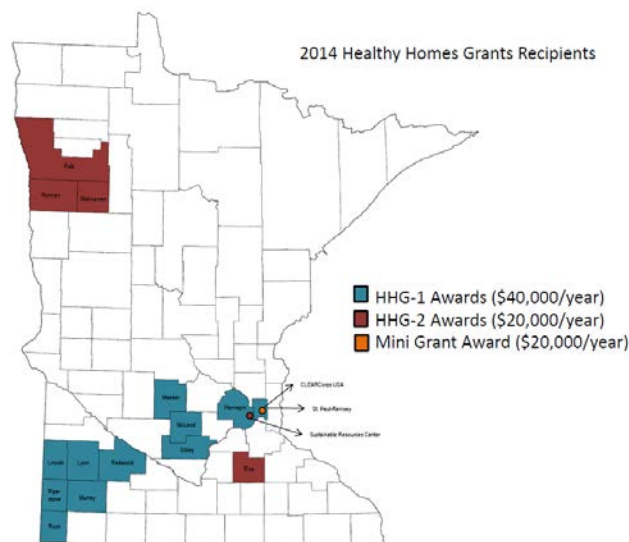 2014 Healthy Homes Grants Recipients
Polk
Norman
Mahnomen
HHG-1 Awards ($40,000/year)
HHG-2 Awards ($20,000/year)
Mini Grant Award ($20,000/year)
CLEARCorps USA
Meeker
Hennepin
St. Paul-Ramsey
McLeod
Sustainable Resources Center
Sibley
Lincoln
Lyon
Redwood
Rice
Pipe-
stone
Murray
Rock